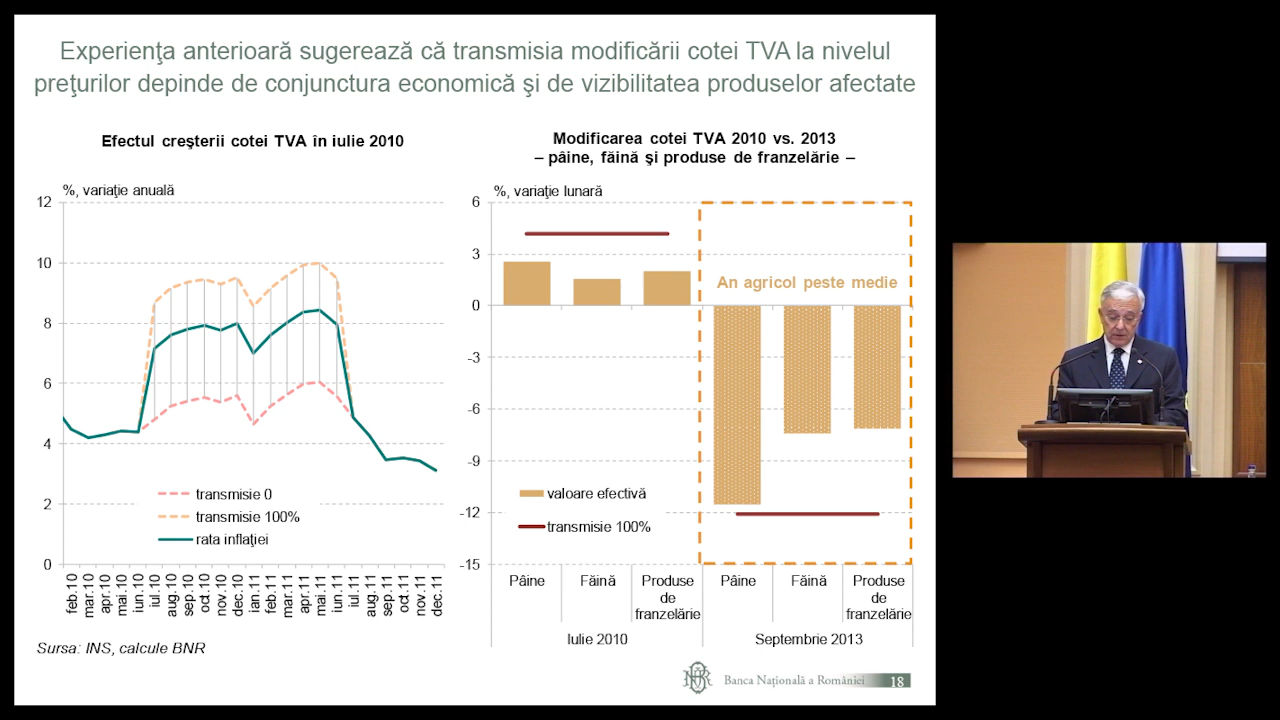 Experienţa anterioară sugerează că transmisia modificării cotei TVA la nivelul
preţurilor depinde de conjunctura economică şi de vizibilitatea produselor afectate
Efectul creşterii cotei TVA în iulie 2010
%, variaţie anuală
12
10
8
6
4
2
0
transmisie 0
transmisie 100%
rata inflaţiei
feb.10
mar.10
apr.10
mai.10
iun.10
iul.10
aug.10
sep.10
oct.10
nov.10
dec.10
ian.11
feb.11
mar.11
apr.11
mai.11
iun.11
iul.11
aug.11
sep.11
oct.11
nov.11
dec.11
Modificarea cotei TVA 2010 vs. 2013
– pâine, făină şi produse de franzelărie –
%, variaţie lunară
6
3
0
-3
-6
-9
-12
-15
An agricol peste medie
valoare efectivă
transmisie 100%
Pâine
Făină
Produse
de
franzelărie
Pâine
Făină
Produse
de
franzelărie
Iulie 2010
Septembrie 2013
Sursa: INS, calcule BNR
Banca Naţională a României
18